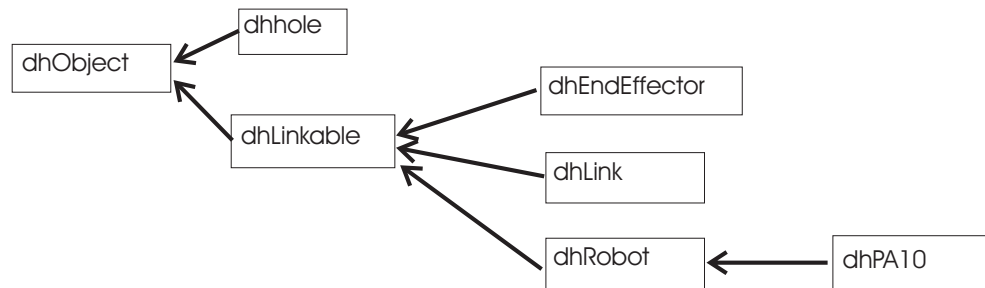 dhhole
dhObject
dhEndEffector
dhLinkable
dhLink
dhRobot
dhPA10